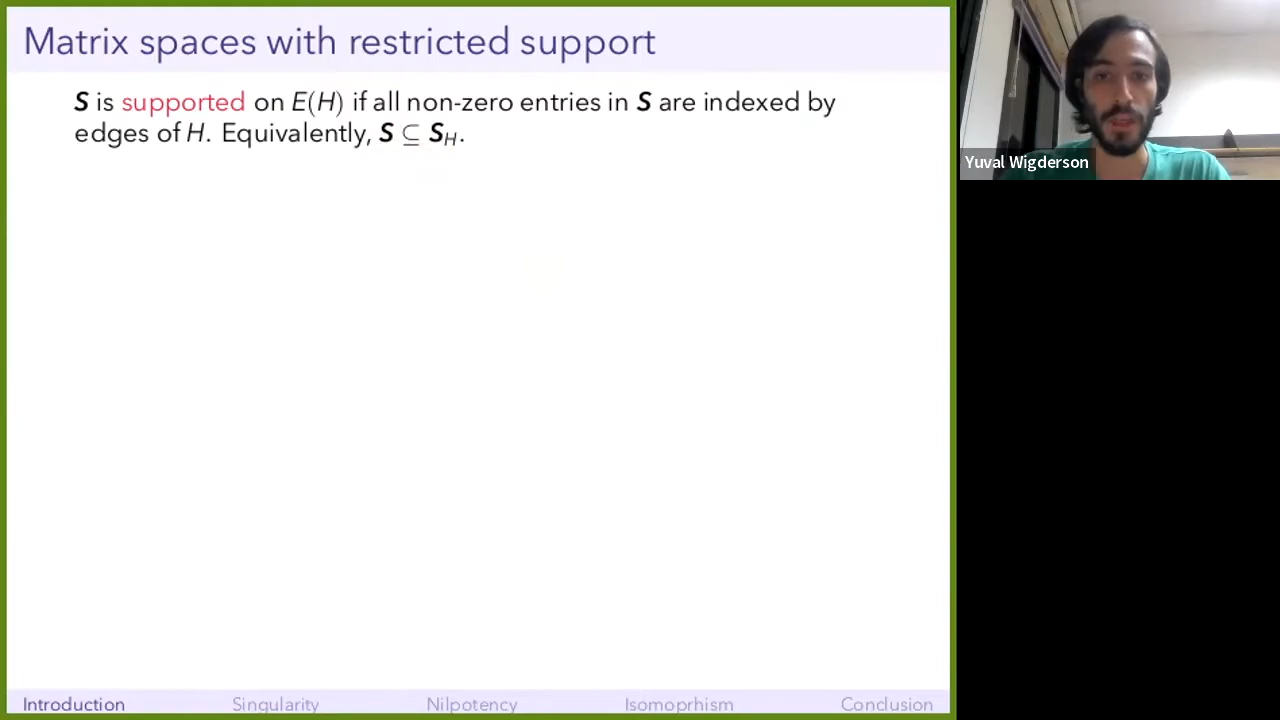 Matrix spaces with restricted support
S is supported on E(H) if all non-zero entries in S are indexed by
edges of H. Equivalently, S ⊆ S_H.
Yuval Wigderson
Introduction Singularity Nilpotency Isomoprhism Conclusion